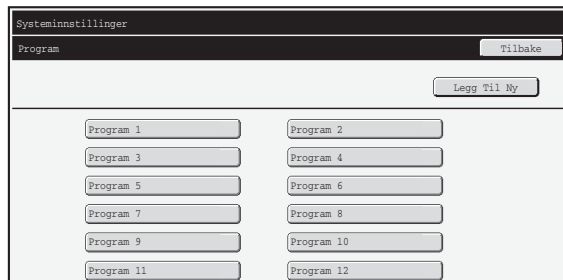 Systeminnstillinger
Program Tilbake
Legg Til Ny
Program 1 Program 2
Program 3 Program 4
Program 5 Program 6
Program 7 Program 8
Program 9 Program 10
Program 11 Program 12